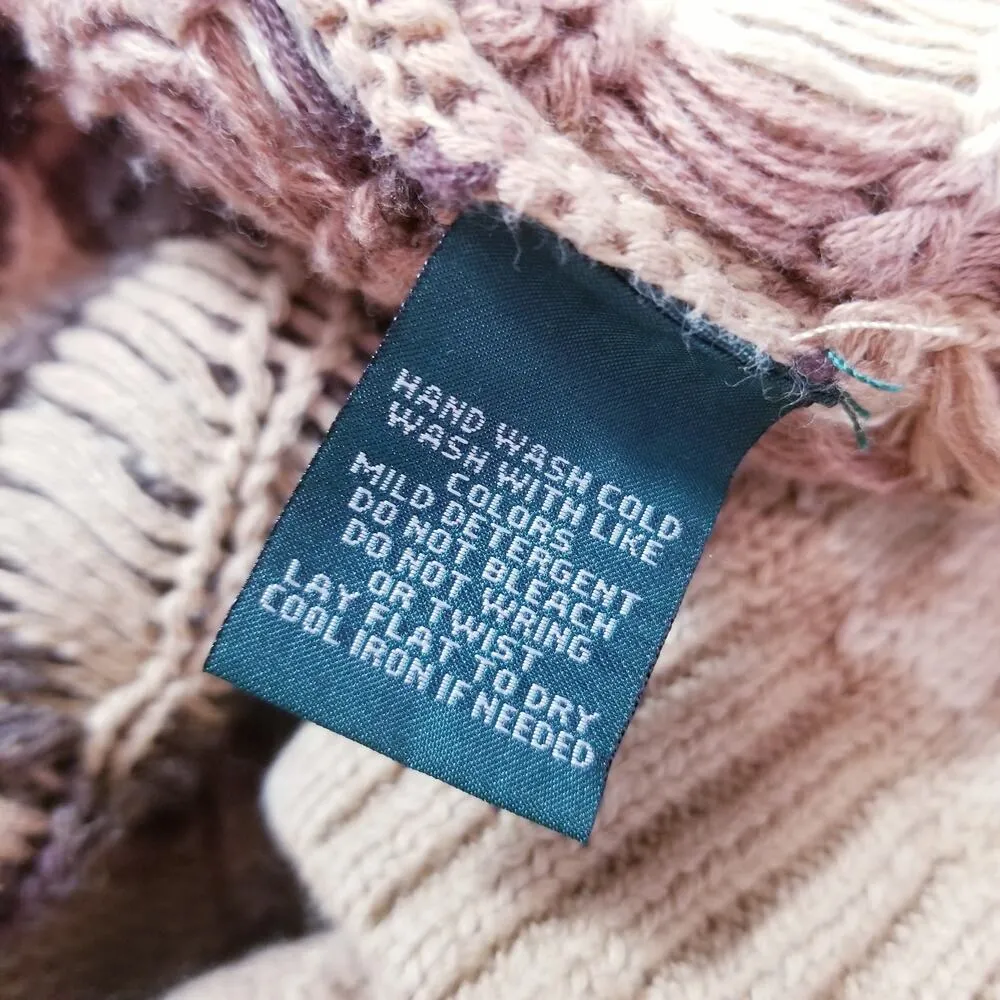 HAND WASH COLD
WASH WITH LIKE
COLORS
MILD DETERGENT
DO NOT BLEACH
DO NOT WRING
OR TWIST
LAY FLAT TO DRY
COOL IRON IF NEEDED